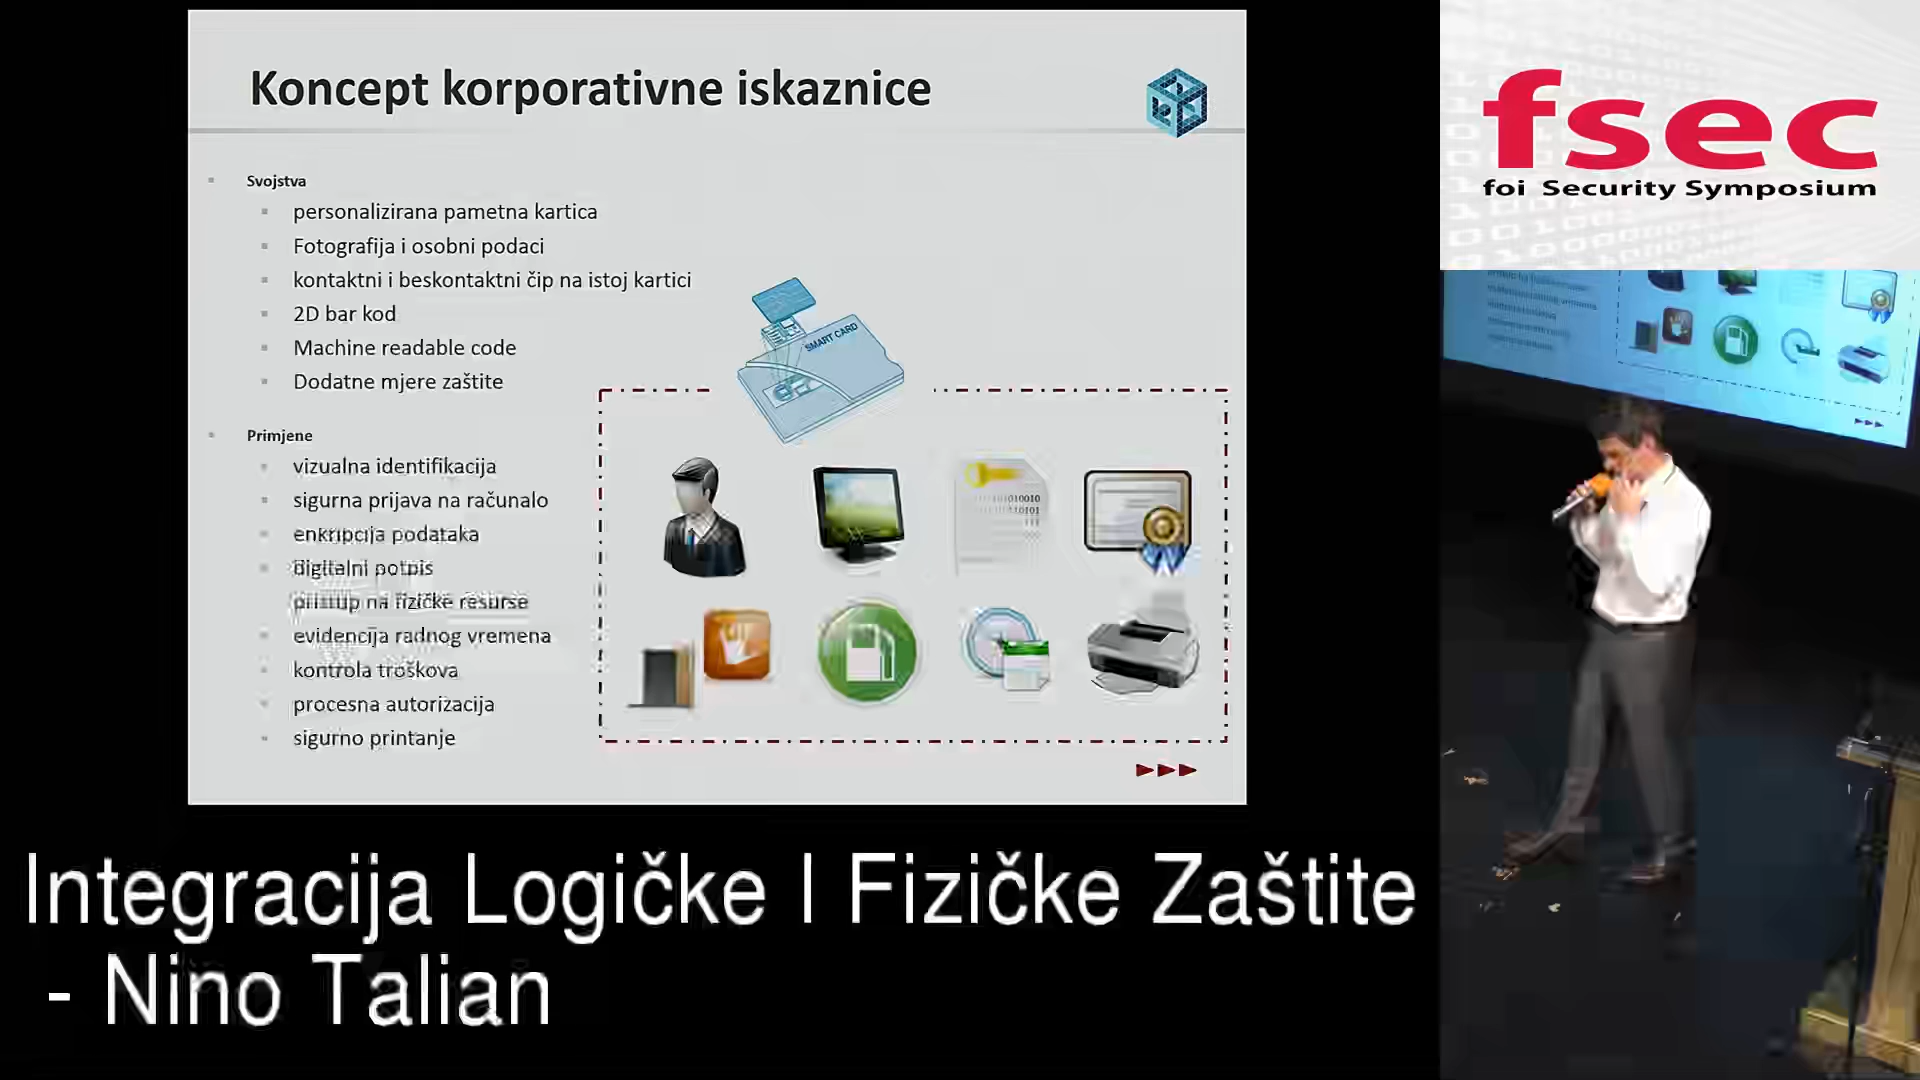 Koncept korporativne iskaznice
Svojstva
personalizirana pametna kartica
Fotografija i osobni podaci
kontaktni i beskontaktni čip na istoj kartici
2D bar kod
Machine readable code
Dodatne mjere zaštite
SMART CARD
Primjene
vizualna identifikacija
sigurna prijava na računalo
enkripcija podataka
digitalni potpis
pristup na fizičke resurse
evidencija radnog vremena
kontrola troškova
procesna autorizacija
sigurno printanje
fsec
foi Security Symposium
Integracija Logičke I Fizičke Zaštite
- Nino Talian